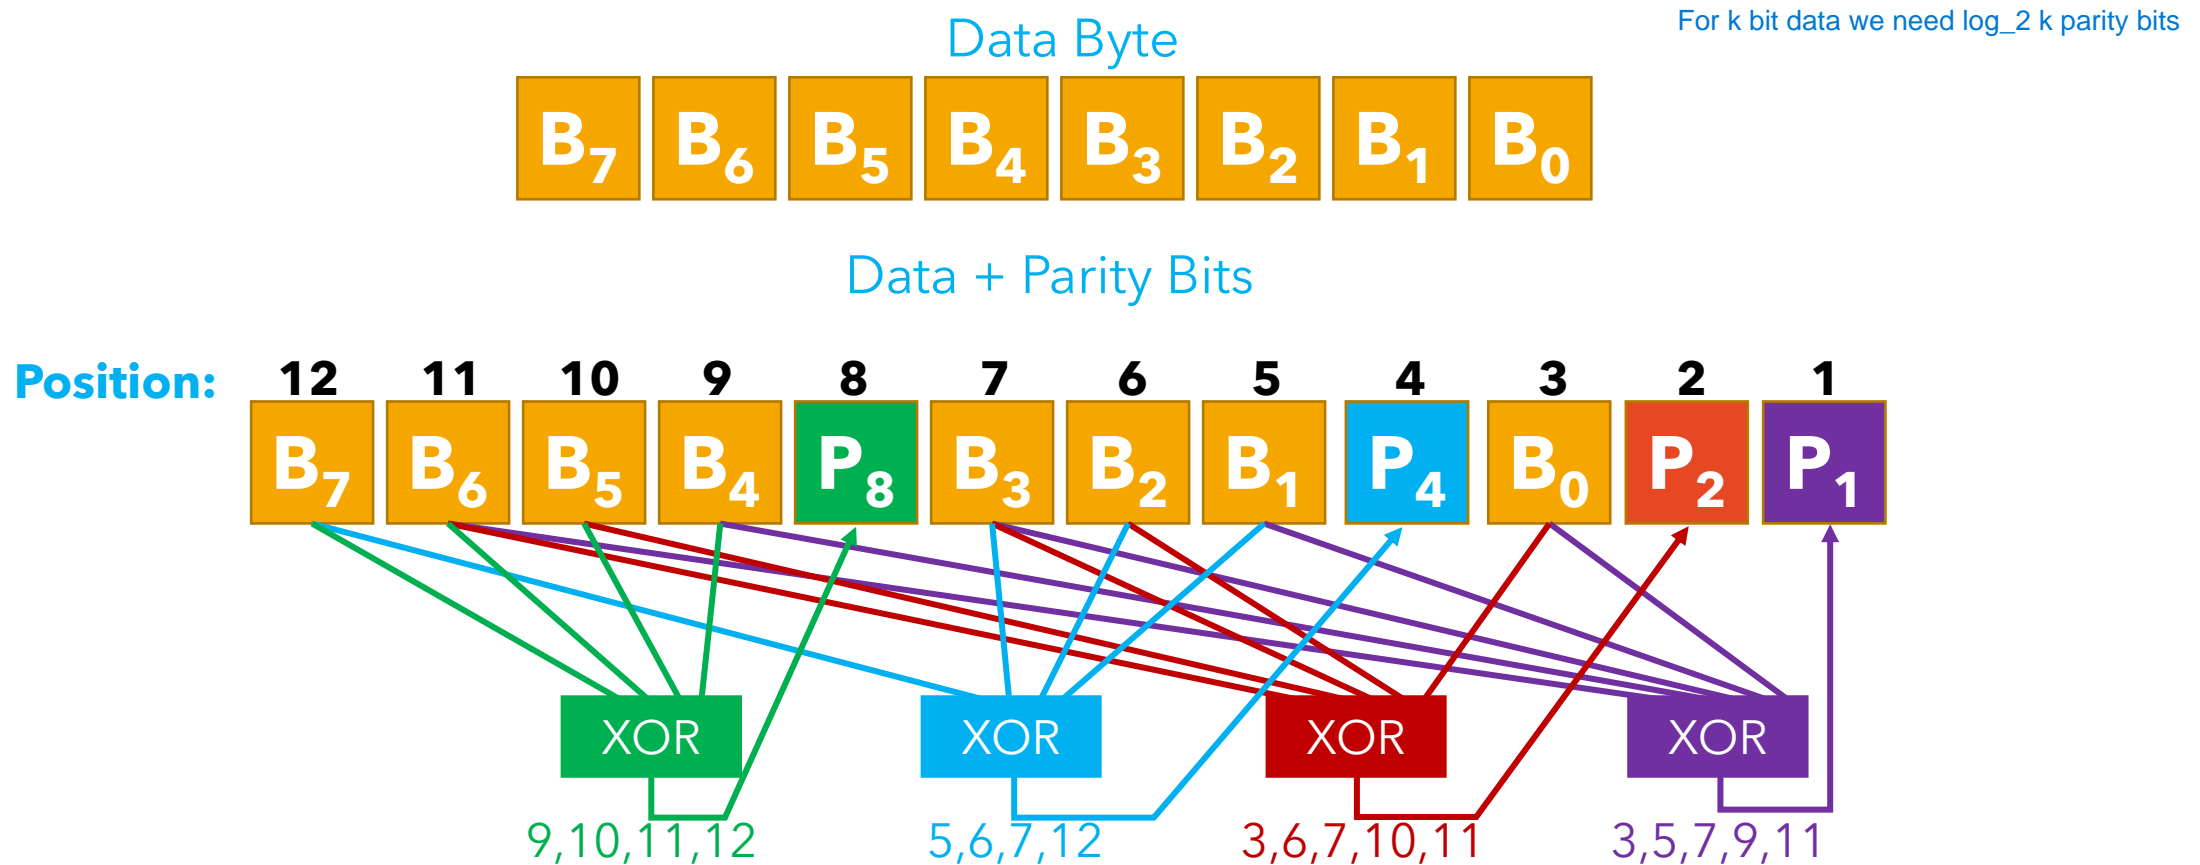 For k bit data we need log_2 k parity bits
Data Byte
B7 B6 B5 B4 B3 B2 B1 B0
Data + Parity Bits
Position: 12 11 10 9 8 7 6 5 4 3 2 1
B7 B6 B5 B4 P8 B3 B2 B1 P4 B0 P2 P1
XOR XOR XOR XOR
9,10,11,12 5,6,7,12 3,6,7,10,11 3,5,7,9,11